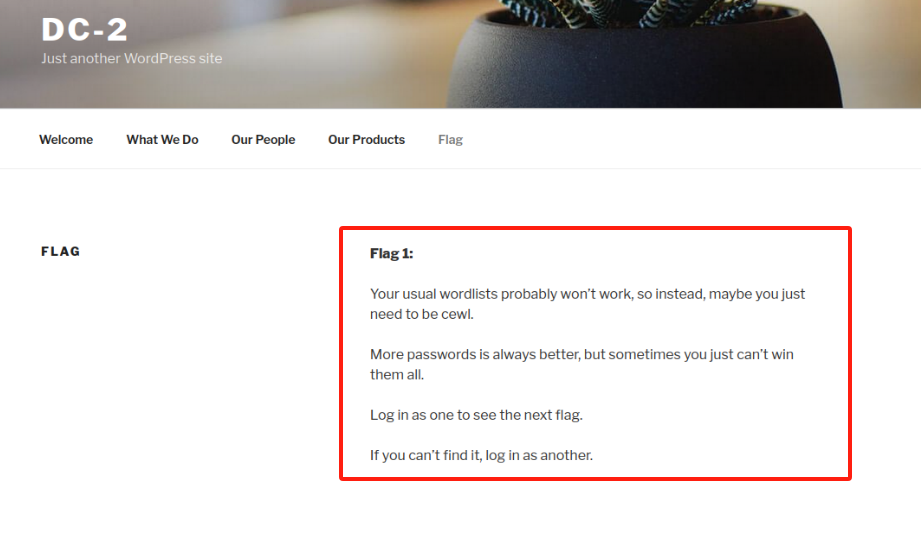 DC-2
Just another WordPress site
Welcome What We Do Our People Our Products Flag
FLAG
Flag 1:
Your usual wordlists probably won’t work, so instead, maybe you just
need to be cewl.
More passwords is always better, but sometimes you just can’t win
them all.
Log in as one to see the next flag.
If you can’t find it, log in as another.